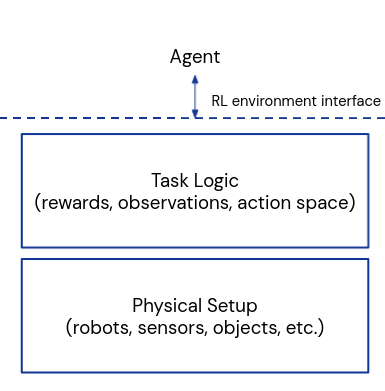 Agent
RL environment interface
Task Logic
(rewards, observations, action space)
Physical Setup
(robots, sensors, objects, etc.)